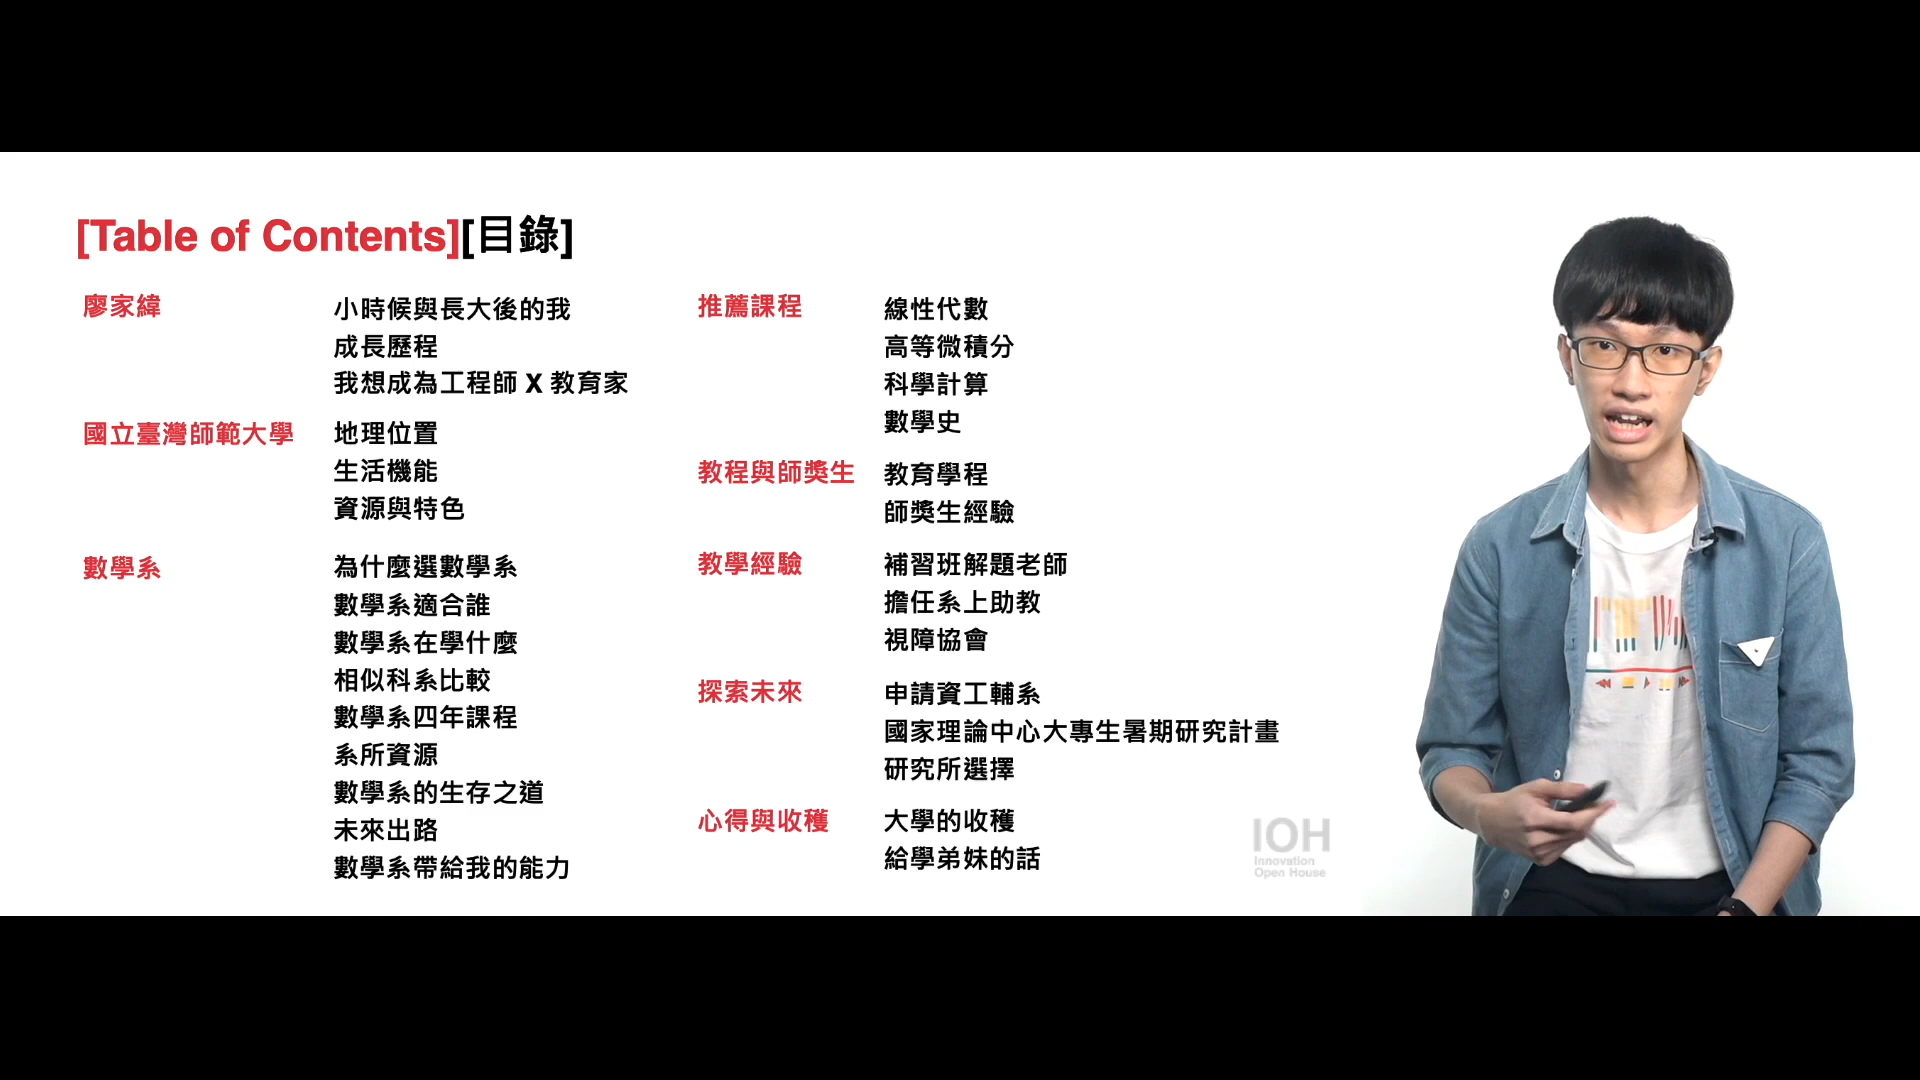 [Table of Contents][目錄]
廖家緯
小時候與長大後的我
成長歷程
我想成為工程師 X 教育家
國立臺灣師範大學
地理位置
生活機能
資源與特色
數學系
為什麼選數學系
數學系適合誰
數學系在學什麼
相似科系比較
數學系四年課程
系所資源
數學系的生存之道
未來出路
數學系帶給我的能力
推薦課程
線性代數
高等微積分
科學計算
數學史
教程與師獎生
教育學程
師獎生經驗
教學經驗
補習班解題老師
擔任系上助教
視障協會
探索未來
申請資工輔系
國家理論中心大專生暑期研究計畫
研究所選擇
心得與收穫
大學的收穫
給學弟妹的話
IOH
Innovation
Open House